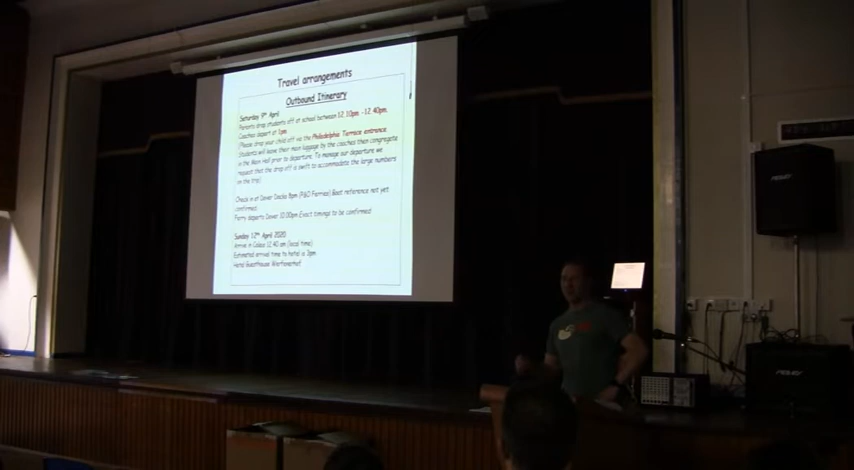 Travel arrangements
Outbound Itinerary
Saturday 11th April
Parents drop students off at school between 12.10pm -12.40pm.
Coaches depart at 1pm
(Please drop your child off via the Philadelphia Terrace entrance.
Students will leave their main luggage by the coaches then congregate
in the Main Hall prior to departure. To manage our departure we
request that the drop off is swift to accommodate the large numbers
on the trip)
Check in at Dover Docks 8pm (P&O Ferries) Boat reference not yet
confirmed.
Ferry departs Dover 10.00pm Exact timings to be confirmed
Sunday 12th April 2020
Arrive in Calais 12.40 am (local time)
Estimated arrival time to hotel is 3pm
Hotel Guesthouse
PEAVEY
PEAVEY